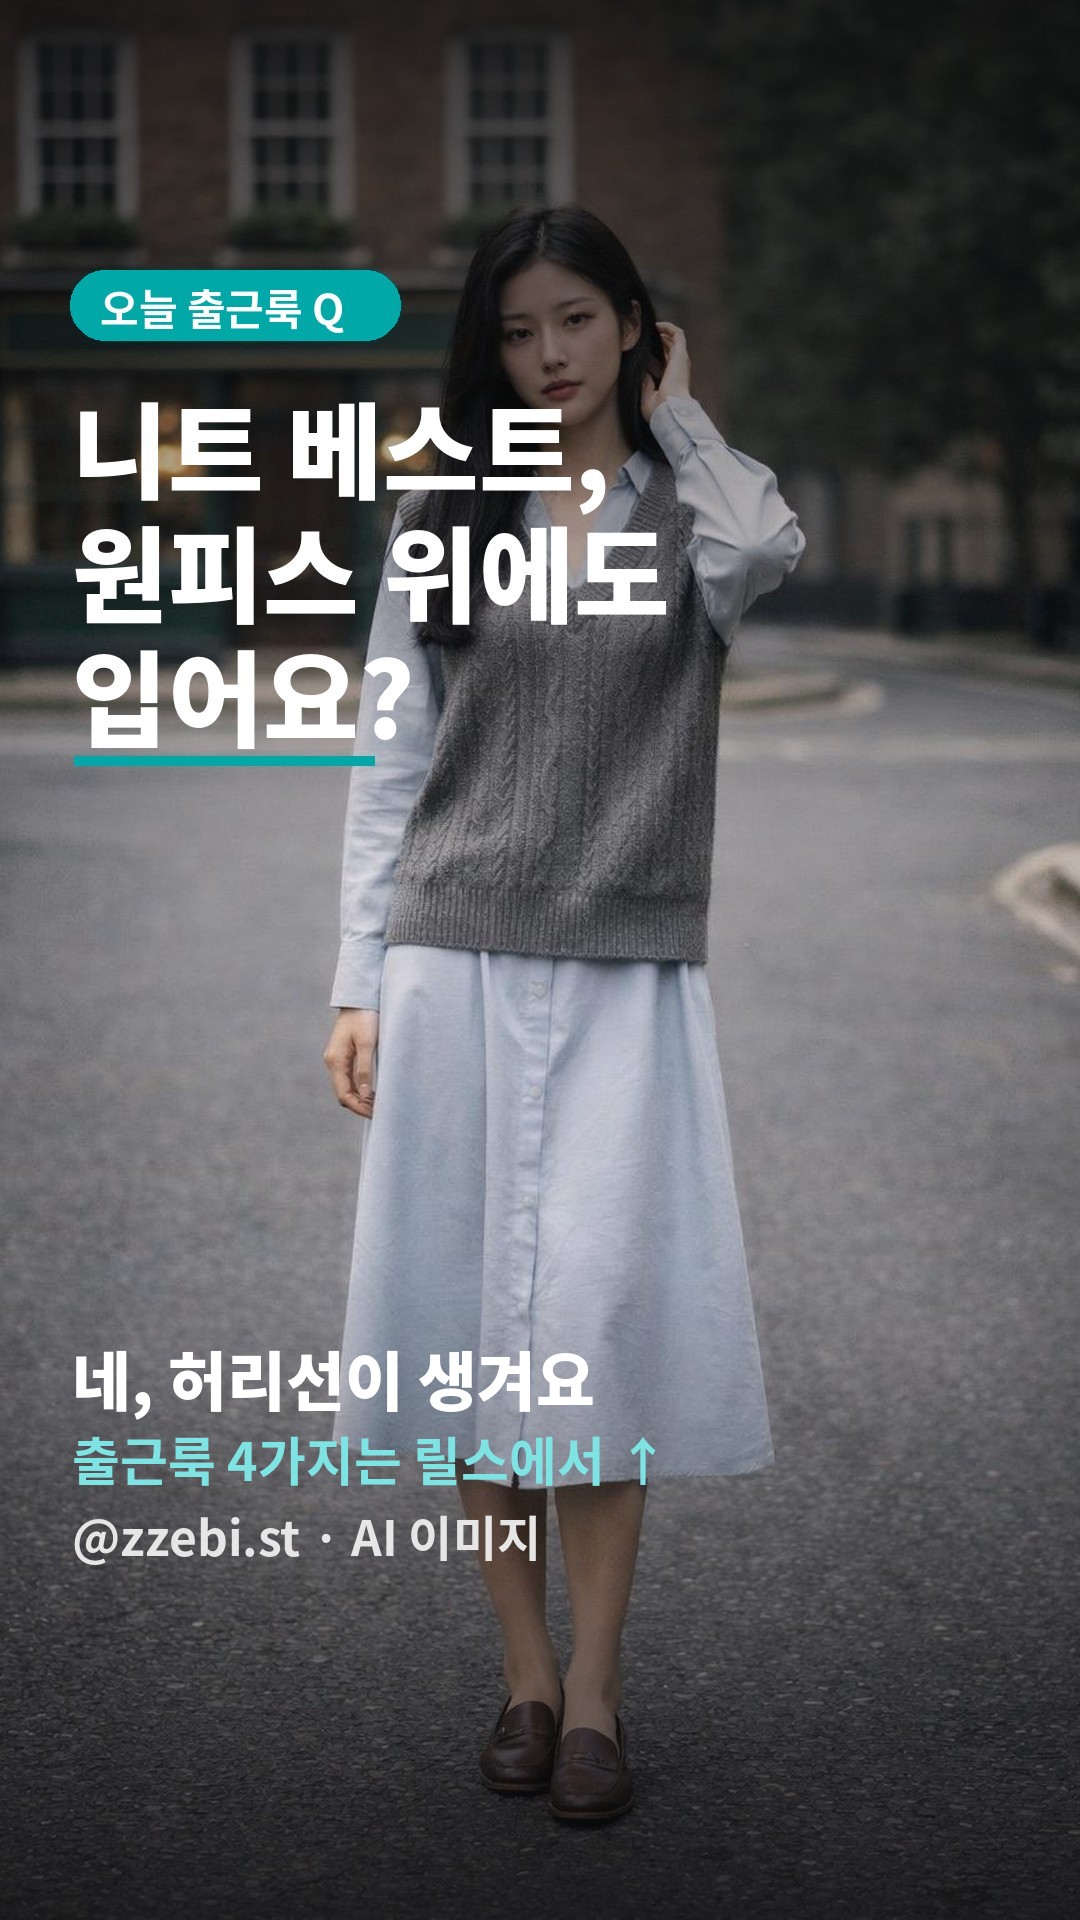 오늘 출근룩 Q
니트 베스트,
원피스 위에도
입어요?
네, 허리선이 생겨요
출근룩 4가지는 릴스에서 ↑
@zzebi.st · AI 이미지